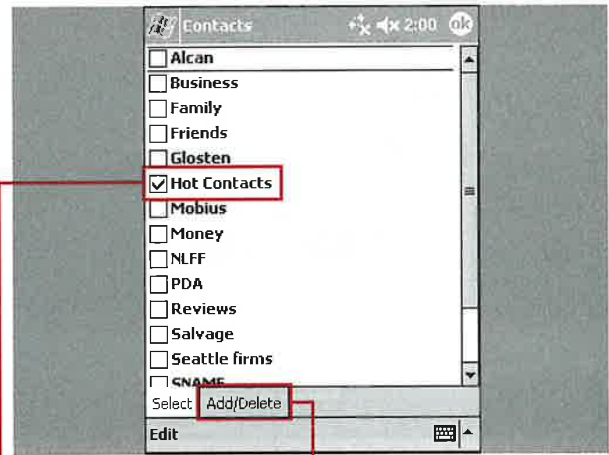 Contacts 2:00 ok
Alcan
Business
Family
Friends
Glosten
Hot Contacts
Mobius
Money
NLFF
PDA
Reviews
Salvage
Seattle firms
SNAME
Select Add/Delete
Edit